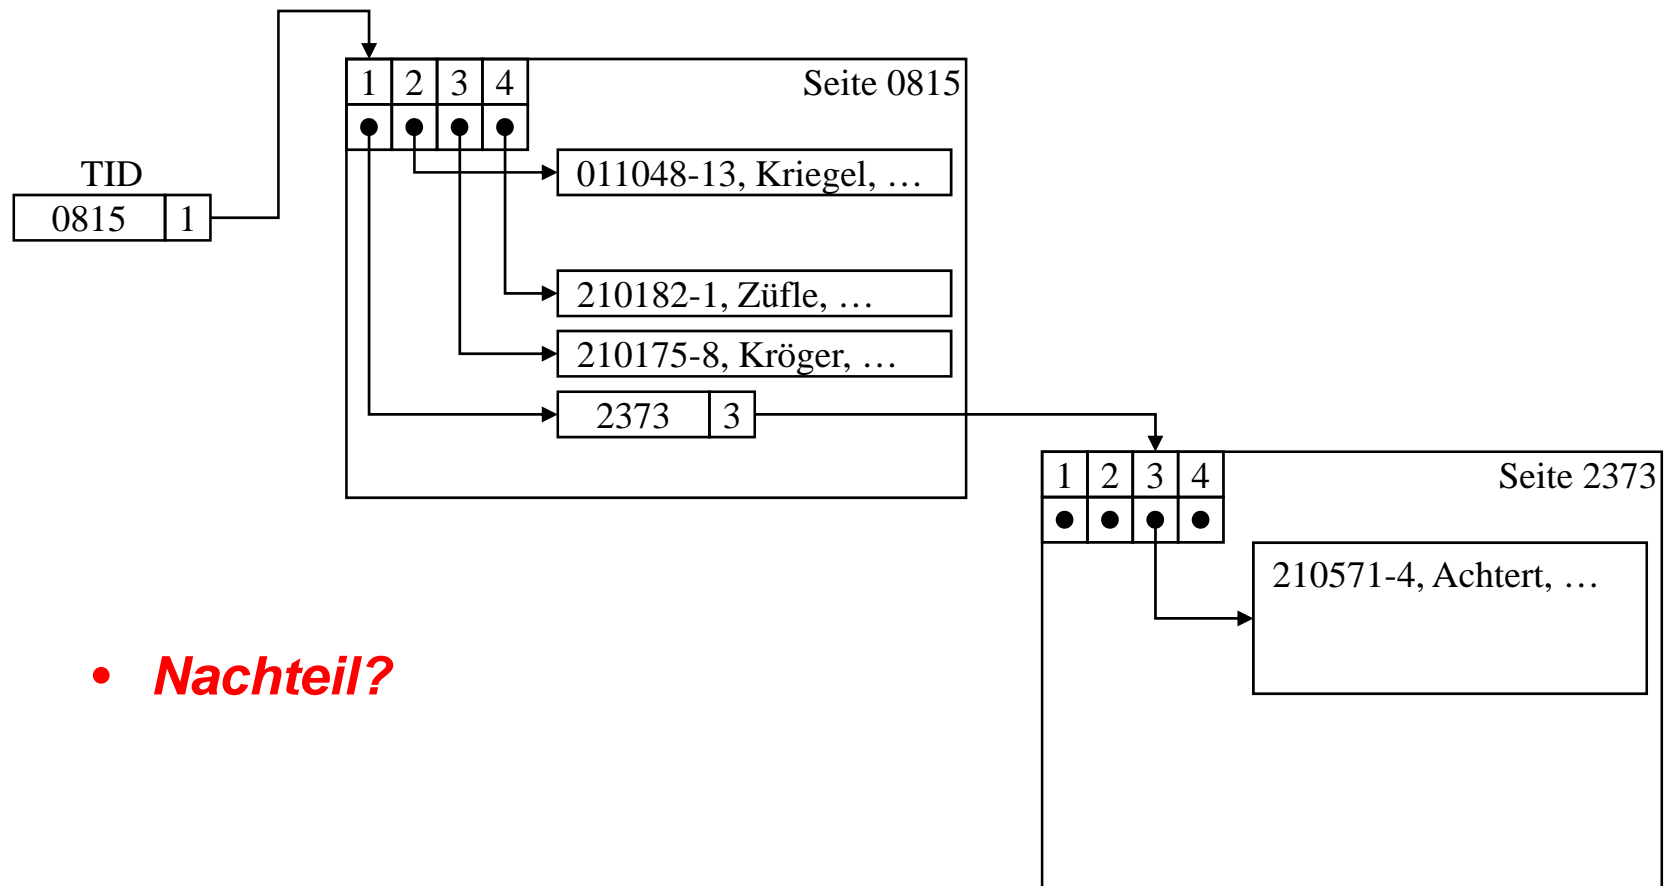 1 2 3 4 Seite 0815
TID
0815 1
011048-13, Kriegel, …
210182-1, Züfle, …
210175-8, Kröger, …
2373 3
1 2 3 4 Seite 2373
210571-4, Achtert, …
• Nachteil?